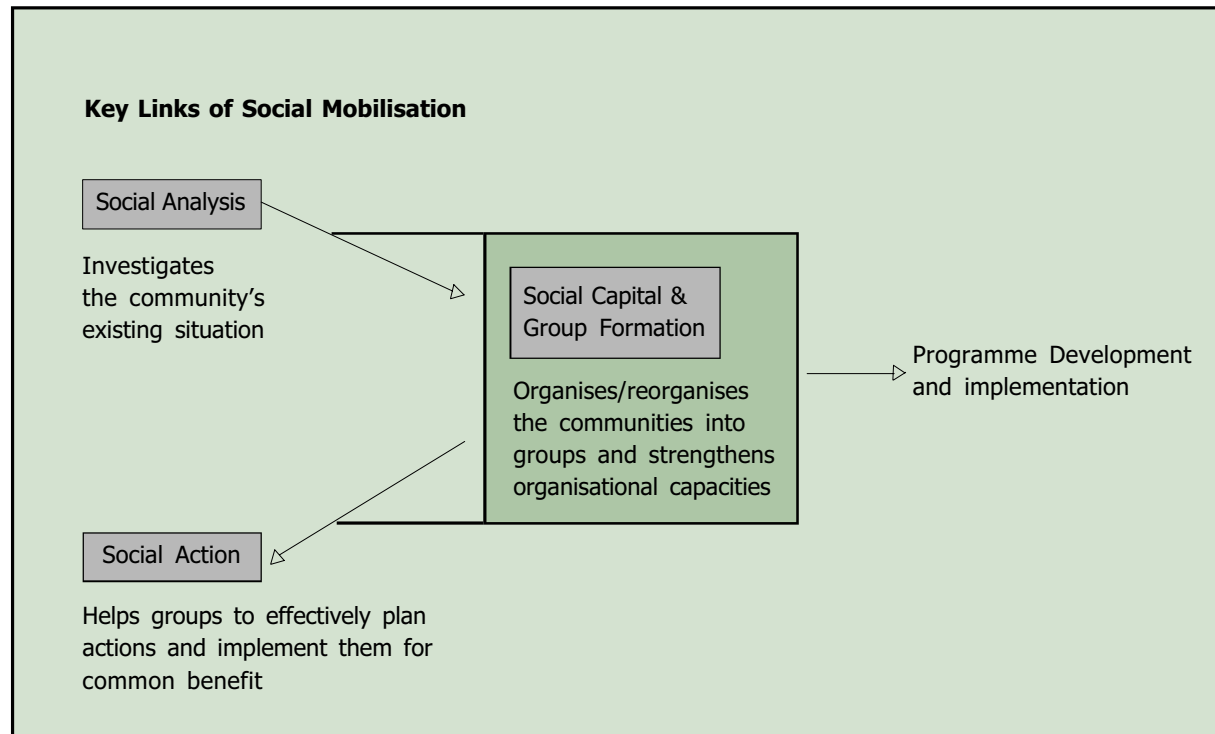 Key Links of Social Mobilisation
Social Analysis
Investigates
the community's
existing situation
Social Capital &
Group Formation
Organises/reorganises
the communities into
groups and strengthens
organisational capacities
Programme Development
and implementation
Social Action
Helps groups to effectively plan
actions and implement them for
common benefit